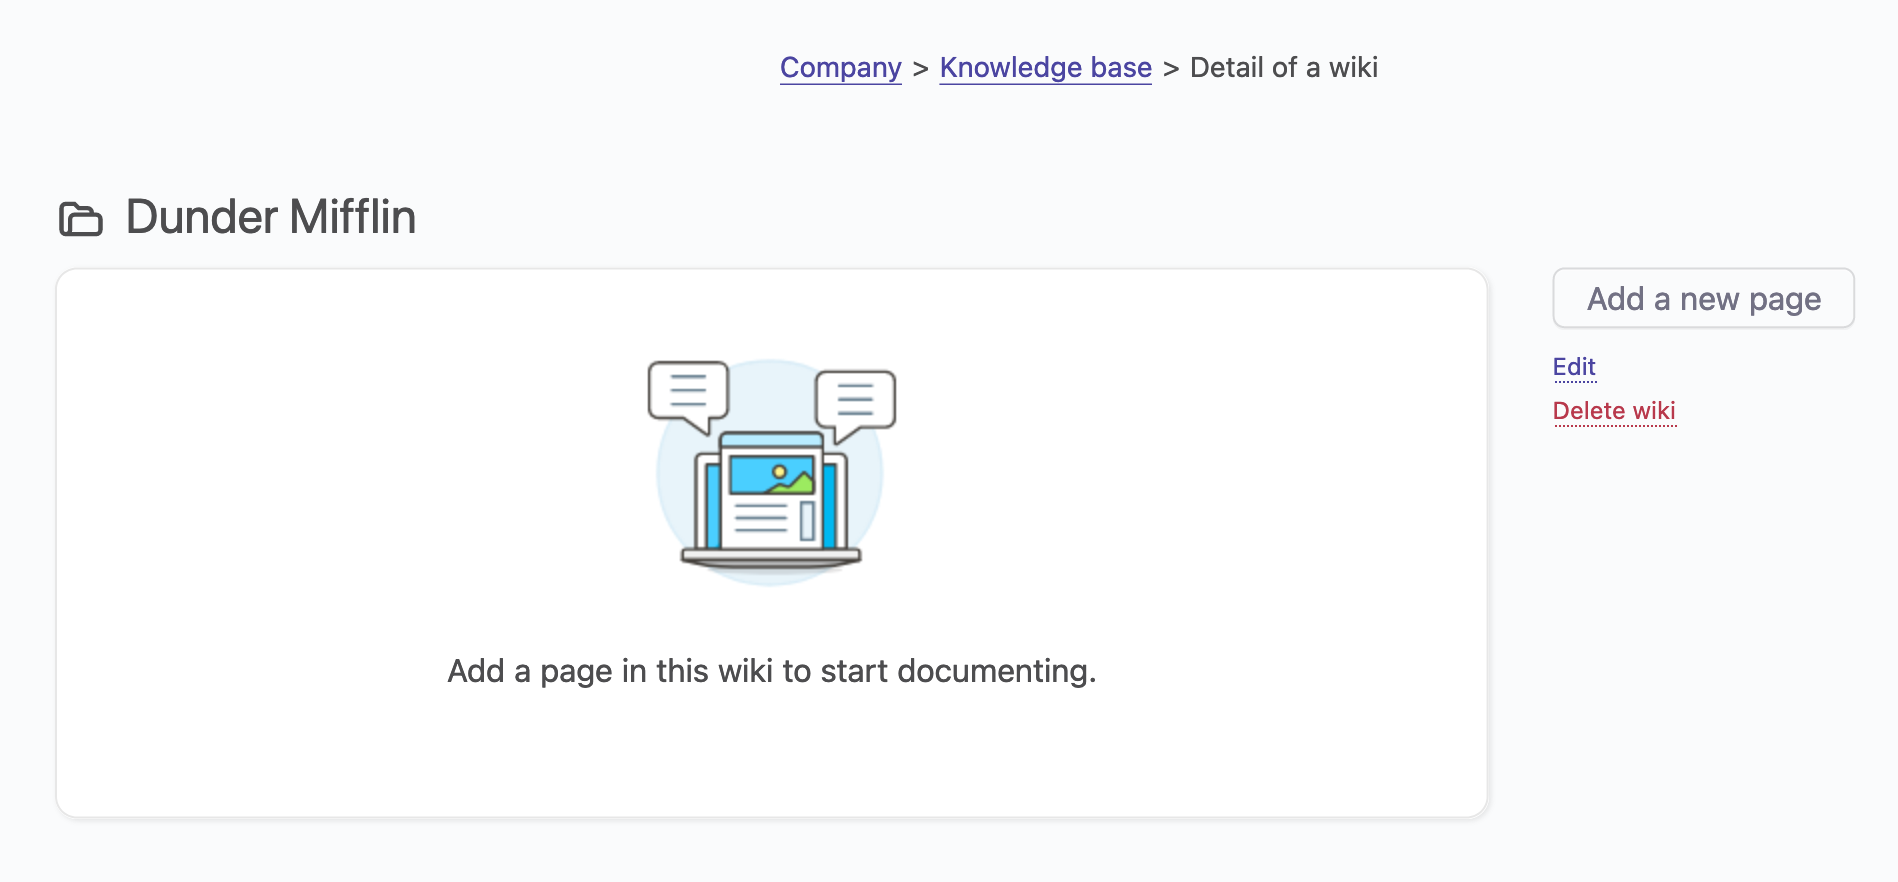 Company > Knowledge base > Detail of a wiki
Dunder Mifflin
Add a new page
Edit
Delete wiki
Add a page in this wiki to start documenting.